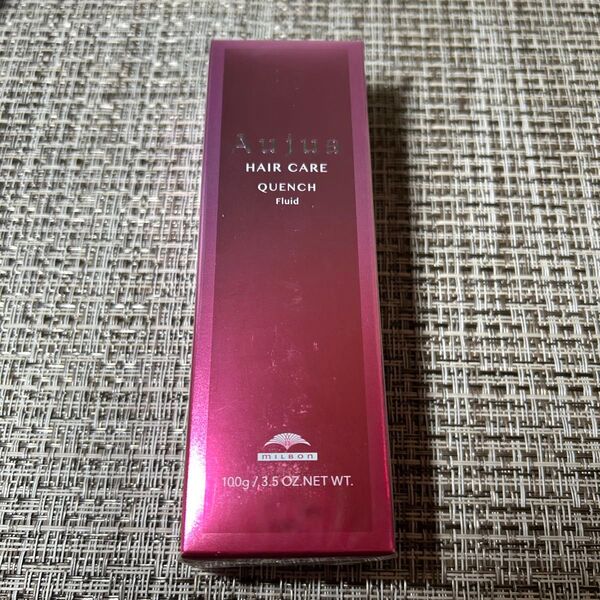 Aujua
HAIR CARE
QUENCH
Fluid
MILBON
100g / 3.5 OZ.NET WT.